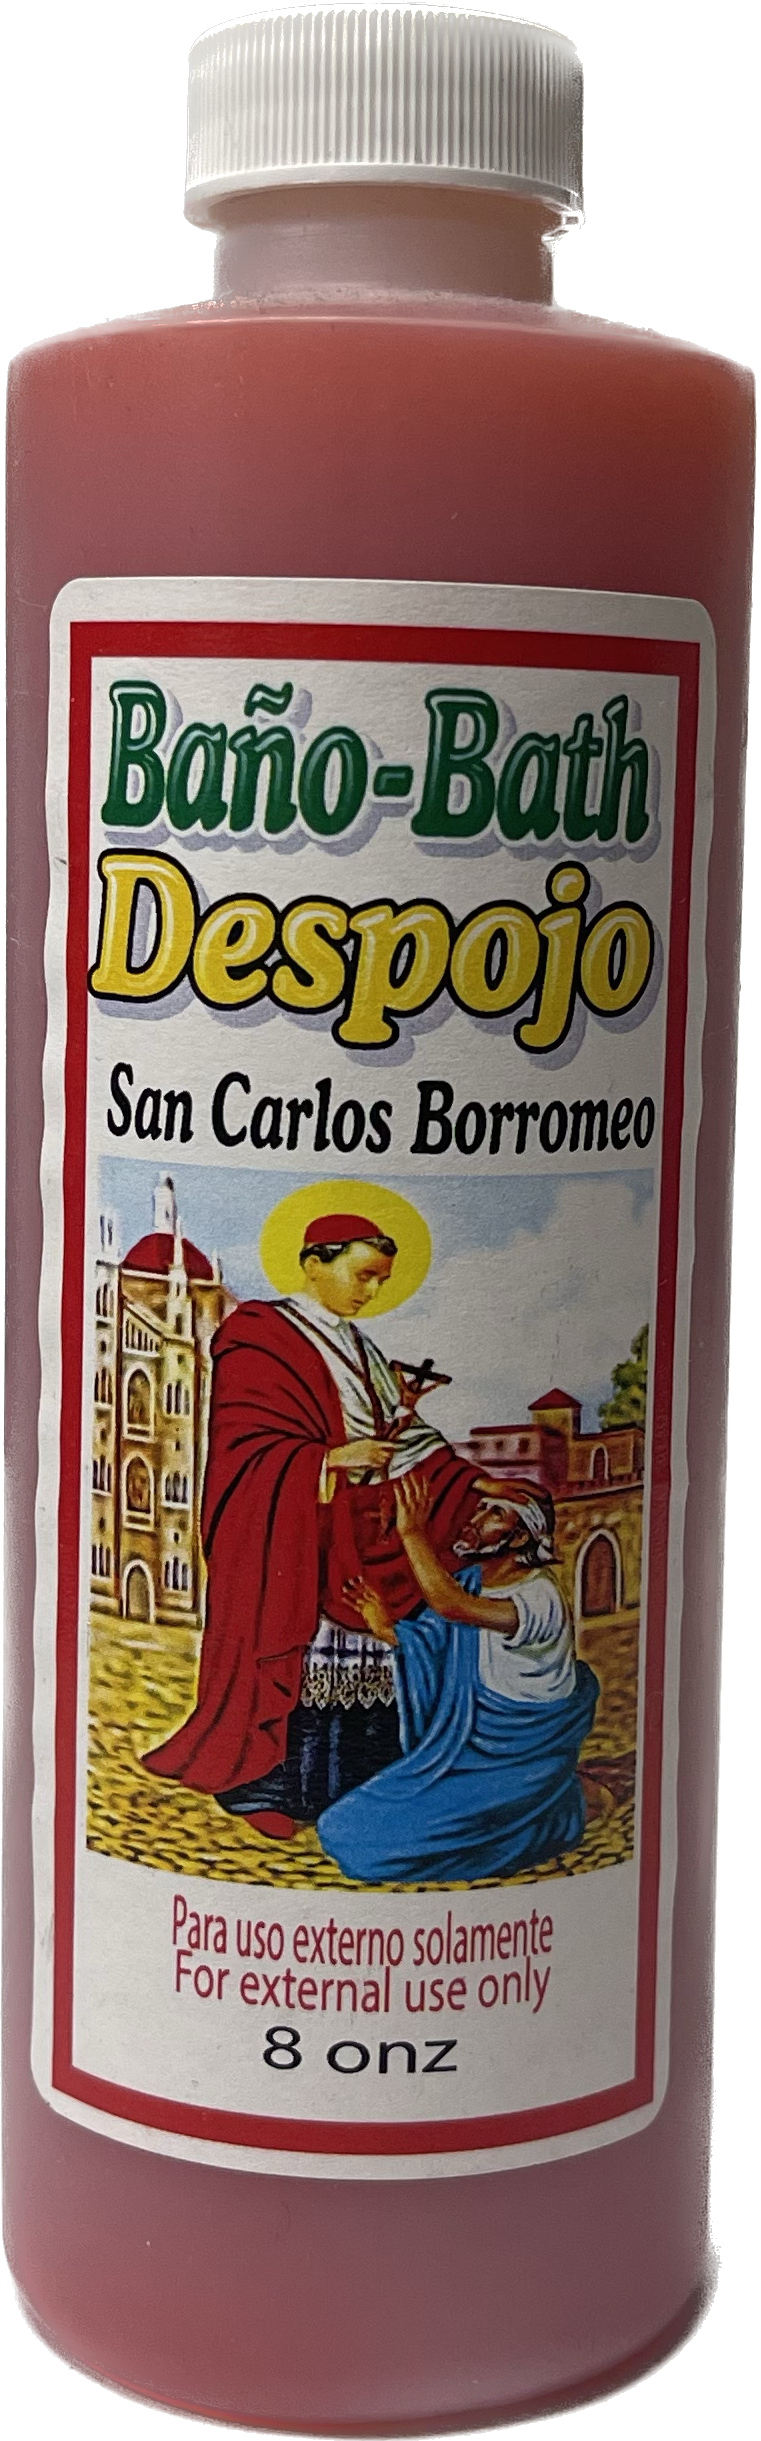 Baño-Bath
Despojo
San Carlos Borromeo
Para uso externo solamente
For external use only
8 onz